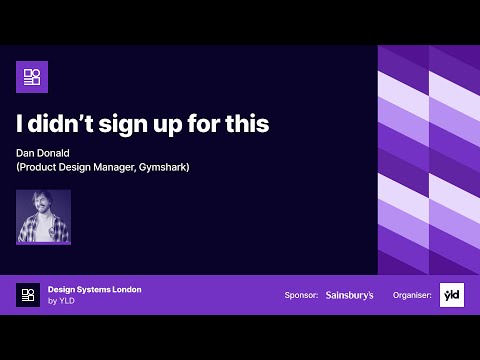 I didn’t sign up for this
Dan Donald
(Product Design Manager, Gymshark)
Design Systems London
by YLD
Sponsor: Sainsbury's Organiser: yld